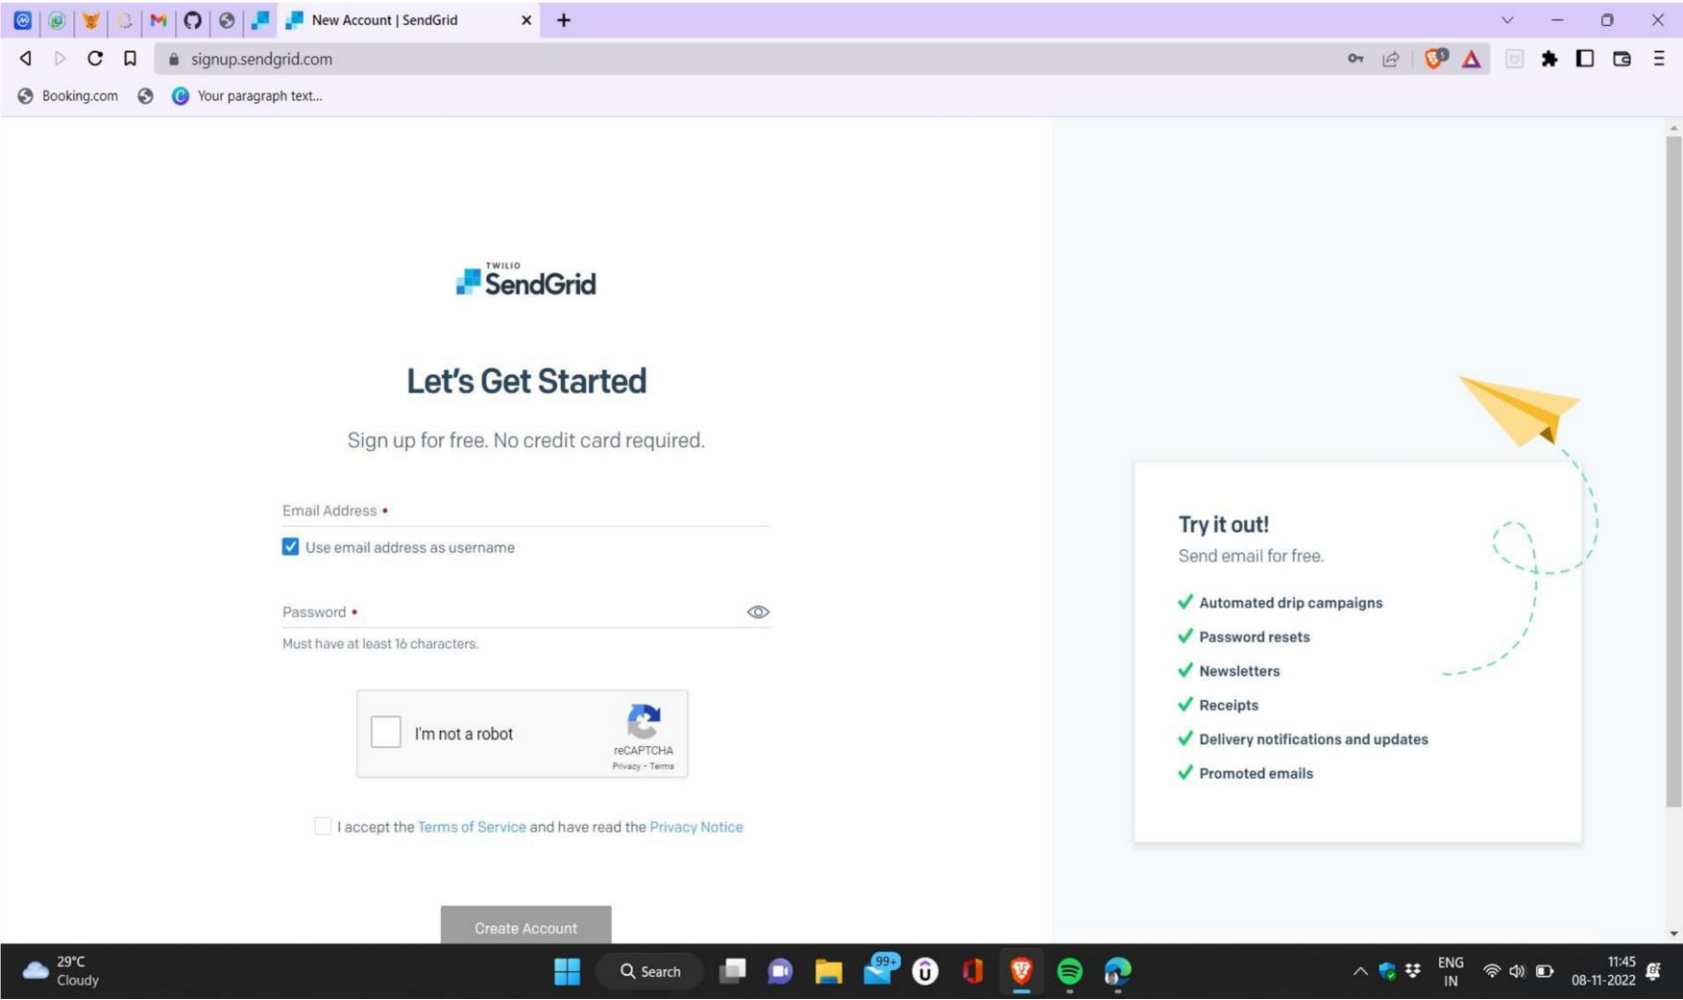 New Account | SendGrid
signup.sendgrid.com
5
Booking.com
Your paragraph text...
TWILIO
SendGrid
Let's Get Started
Sign up for free. No credit card required.
Email Address •
Use email address as username
Password •
Must have at least 16 characters.
I'm not a robot
reCAPTCHA
Privacy - Terms
I accept the Terms of Service and have read the Privacy Notice
Create Account
Try it out!
Send email for free.
Automated drip campaigns
Password resets
Newsletters
Receipts
Delivery notifications and updates
Promoted emails
29°C
Cloudy
Search
99+
ENG
IN
11:45
08-11-2022